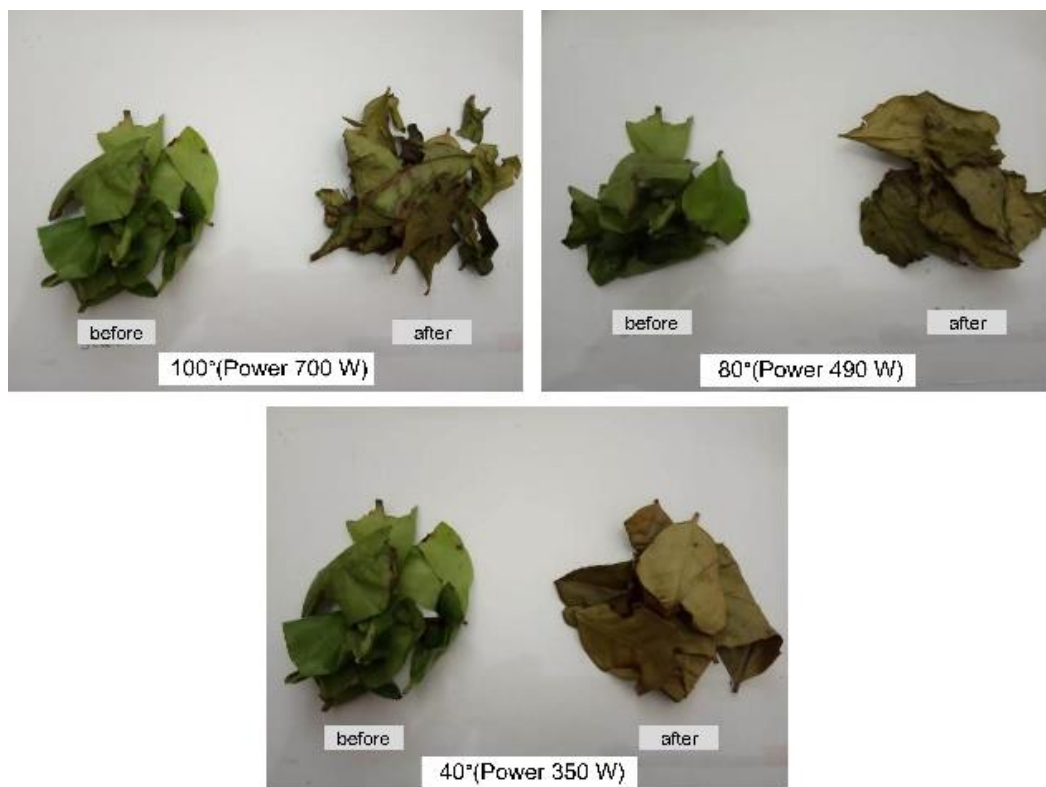 before
after
100°(Power 700 W)
before
after
80°(Power 490 W)
before
after
40°(Power 350 W)